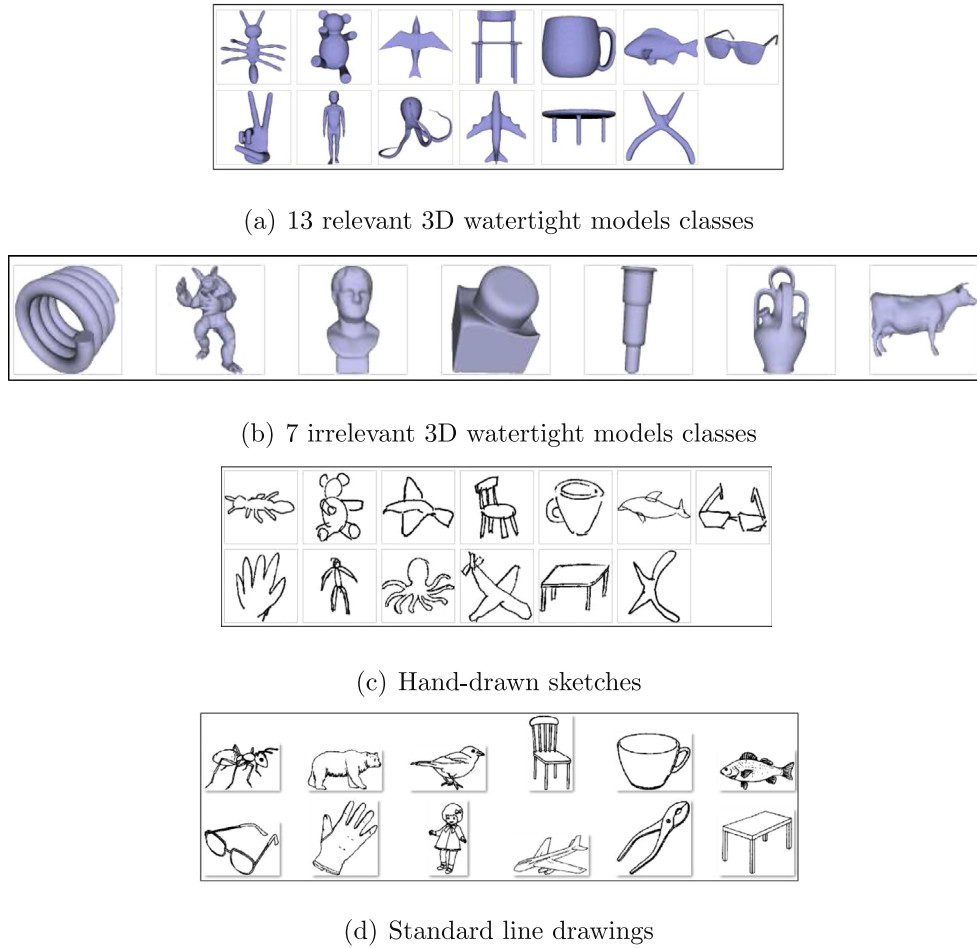 (a) 13 relevant 3D watertight models classes
(b) 7 irrelevant 3D watertight models classes
(c) Hand-drawn sketches
(d) Standard line drawings